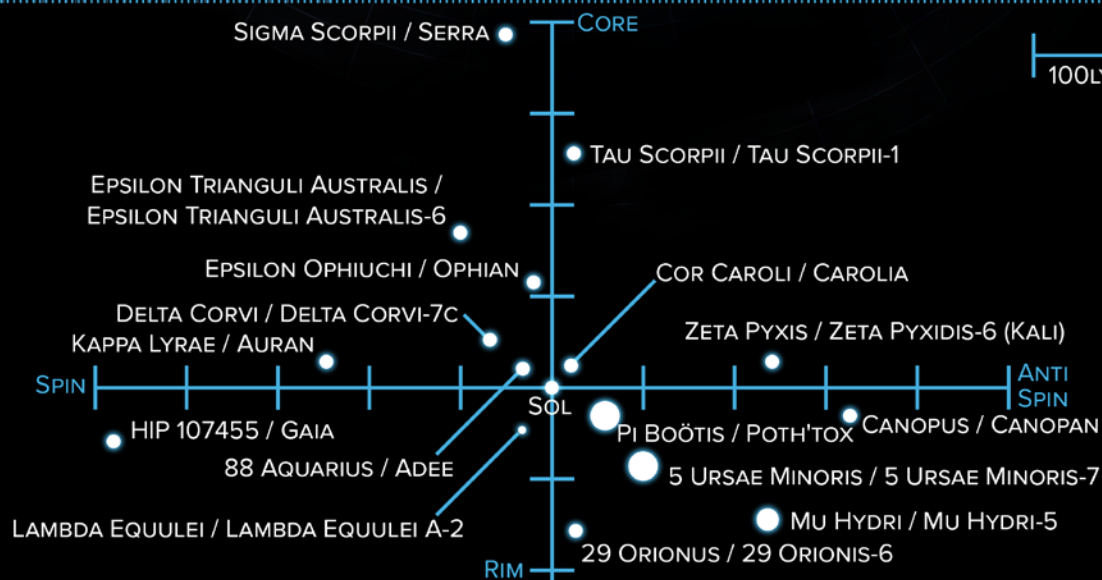 Sigma Scorpii / Serra
Core
100L
Tau Scorpii / Tau Scorpii-1
Epsilon Trianguli Australis /
Epsilon Trianguli Australis-6
Epsilon Ophiuchi / Ophian
Cor Caroli / Carolia
Delta Corvi / Delta Corvi-7c
Zeta Pyxis / Zeta Pyxidis-6 (Kali)
Kappa Lyrae / Auran
Spin
Anti
Spin
Sol
HIP 107455 / Gaia
Pi Boötis / Poth'tox
Canopus / Canopan
88 Aquarius / Adee
5 Ursae Minoris / 5 Ursae Minoris-7
Lambda Equulei / Lambda Equulei A-2
Mu Hydri / Mu Hydri-5
29 Orionus / 29 Orionis-6
Rim